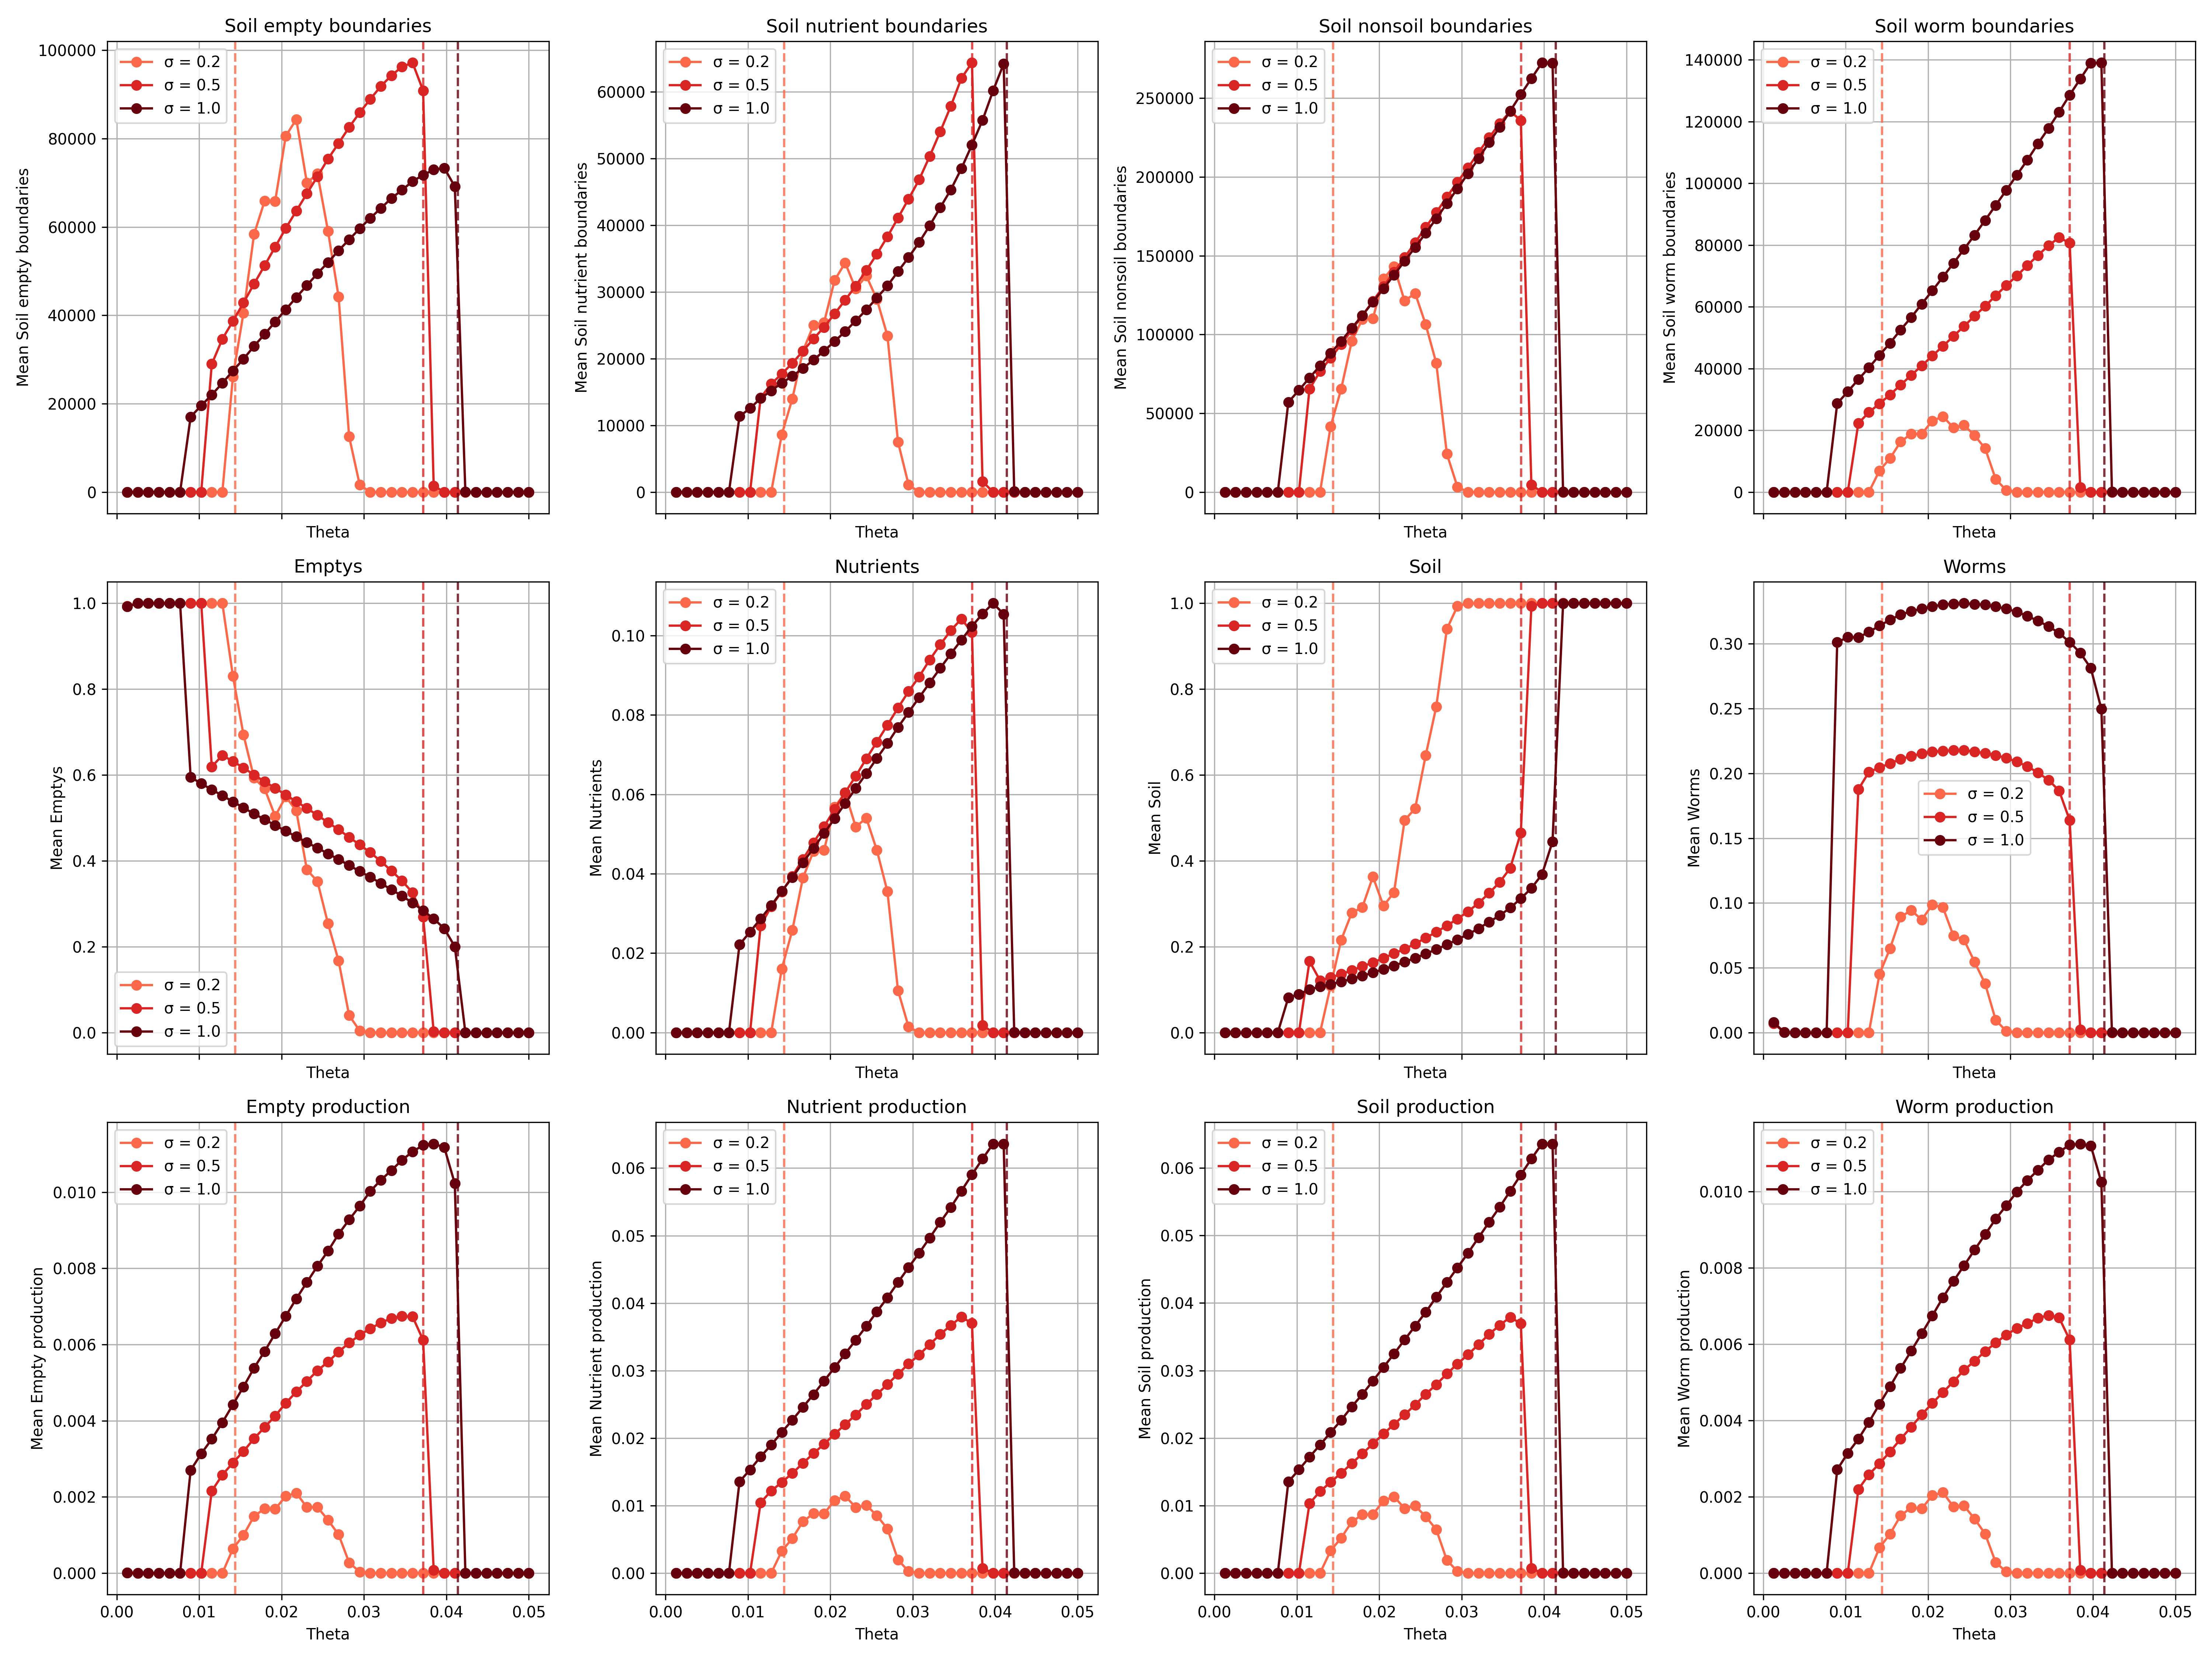 Soil empty boundaries
Mean Soil empty boundaries
100000
80000
60000
40000
20000
0
σ = 0.2
σ = 0.5
σ = 1.0
Theta
Soil nutrient boundaries
Mean Soil nutrient boundaries
60000
50000
40000
30000
20000
10000
0
σ = 0.2
σ = 0.5
σ = 1.0
Theta
Soil nonsoil boundaries
Mean Soil nonsoil boundaries
250000
200000
150000
100000
50000
0
σ = 0.2
σ = 0.5
σ = 1.0
Theta
Soil worm boundaries
Mean Soil worm boundaries
140000
120000
100000
80000
60000
40000
20000
0
σ = 0.2
σ = 0.5
σ = 1.0
Theta
Emptys
Mean Emptys
1.0
0.8
0.6
0.4
0.2
0.0
σ = 0.2
σ = 0.5
σ = 1.0
Theta
Nutrients
Mean Nutrients
0.10
0.08
0.06
0.04
0.02
0.00
σ = 0.2
σ = 0.5
σ = 1.0
Theta
Soil
Mean Soil
1.0
0.8
0.6
0.4
0.2
0.0
σ = 0.2
σ = 0.5
σ = 1.0
Theta
Worms
Mean Worms
0.30
0.25
0.20
0.15
0.10
0.05
0.00
σ = 0.2
σ = 0.5
σ = 1.0
Theta
Empty production
Mean Empty production
0.010
0.008
0.006
0.004
0.002
0.000
σ = 0.2
σ = 0.5
σ = 1.0
0.00 0.01 0.02 0.03 0.04 0.05
Theta
Nutrient production
Mean Nutrient production
0.06
0.05
0.04
0.03
0.02
0.01
0.00
σ = 0.2
σ = 0.5
σ = 1.0
0.00 0.01 0.02 0.03 0.04 0.05
Theta
Soil production
Mean Soil production
0.06
0.05
0.04
0.03
0.02
0.01
0.00
σ = 0.2
σ = 0.5
σ = 1.0
0.00 0.01 0.02 0.03 0.04 0.05
Theta
Worm production
Mean Worm production
0.010
0.008
0.006
0.004
0.002
0.000
σ = 0.2
σ = 0.5
σ = 1.0
0.00 0.01 0.02 0.03 0.04 0.05
Theta